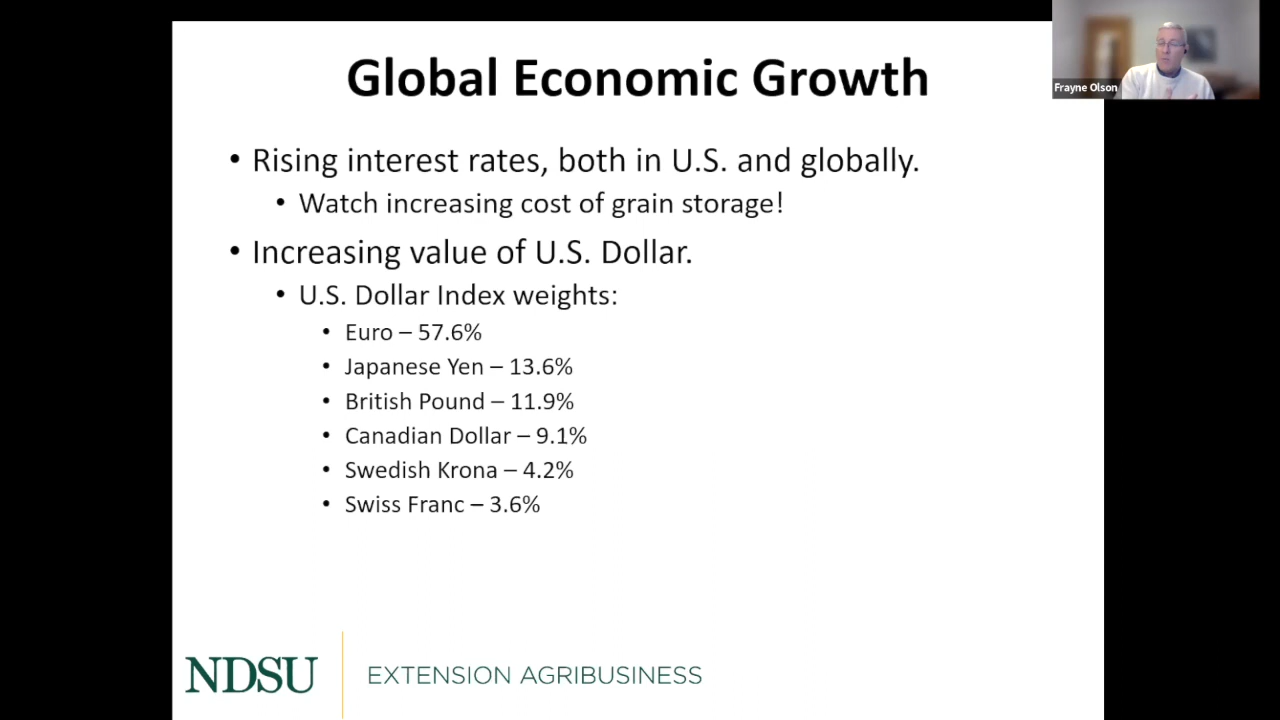 Global Economic Growth
Frayne Olson
• Rising interest rates, both in U.S. and globally.
• Watch increasing cost of grain storage!
• Increasing value of U.S. Dollar.
• U.S. Dollar Index weights:
• Euro – 57.6%
• Japanese Yen – 13.6%
• British Pound – 11.9%
• Canadian Dollar – 9.1%
• Swedish Krona – 4.2%
• Swiss Franc – 3.6%
NDSU EXTENSION AGRIBUSINESS